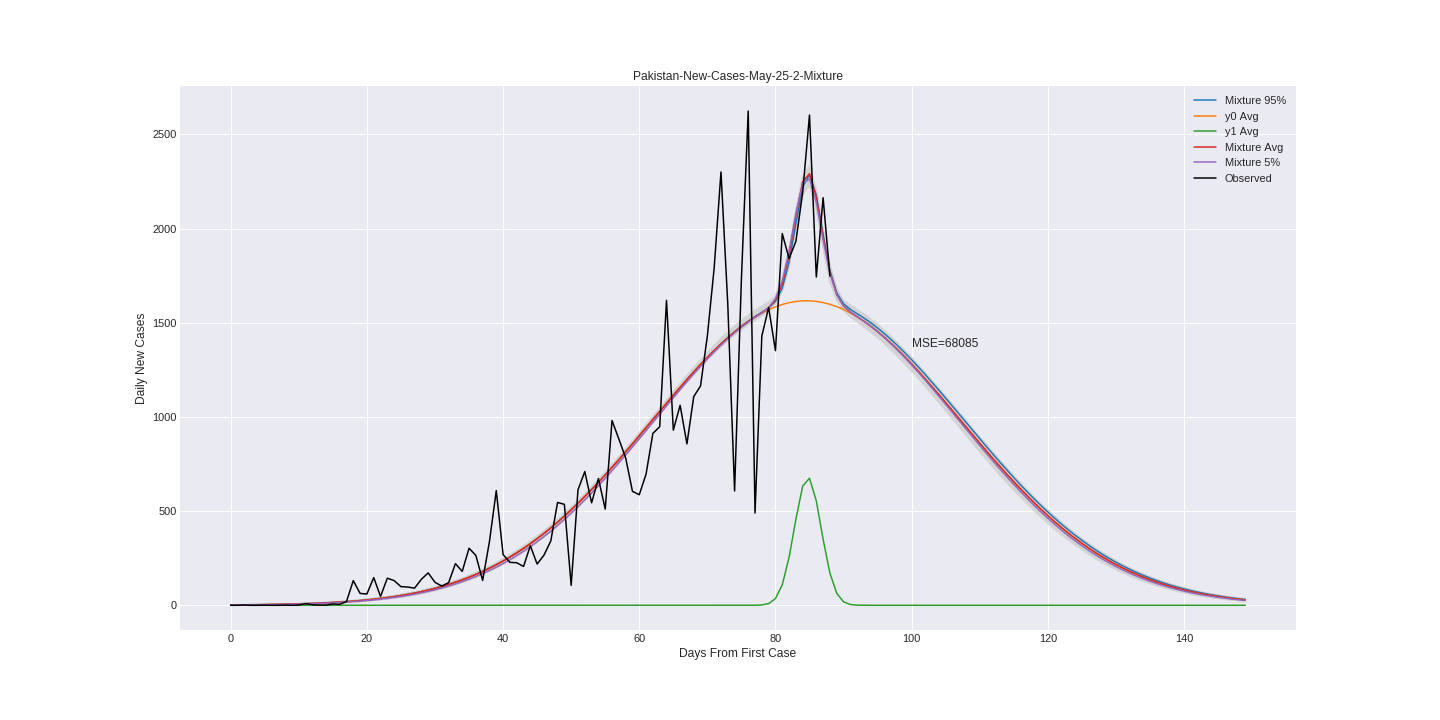 Pakistan-New-Cases-May-25-2-Mixture
Mixture 95%
y0 Avg
y1 Avg
Mixture Avg
Mixture 5%
Observed
MSE=68085
Daily New Cases
2500
2000
1500
1000
500
0
0 20 40 60 80 100 120 140
Days From First Case